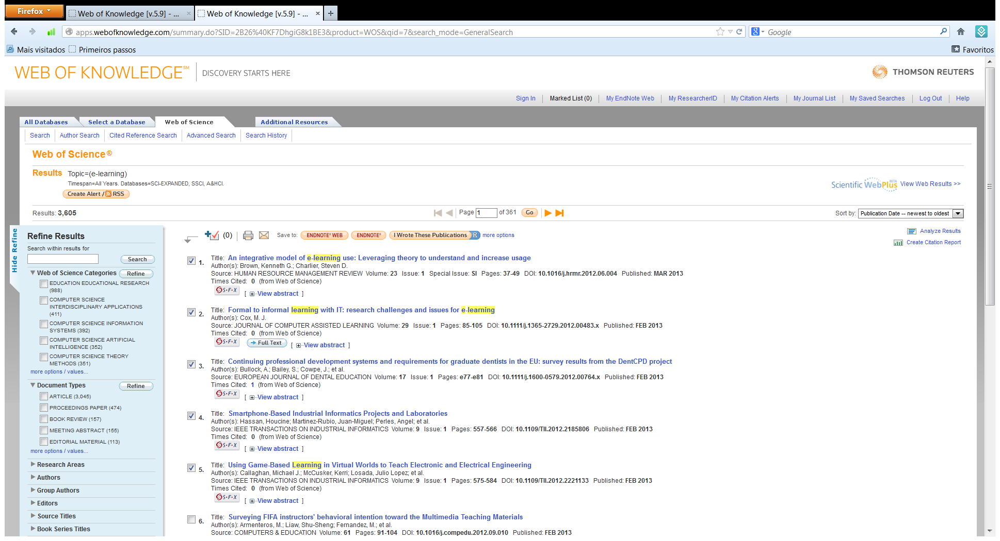 Firefox
Web of Knowledge [v.5.9] - ... × Web of Knowledge [v.5.9] - ... × +
apps.webofknowledge.com/summary.do?SID=2B26%40KF7DhgiG8k1BE3&product=WOS&qid=7&search_mode=GeneralSearch
Google
Mais visitados Primeiros passos Favoritos
WEB OF KNOWLEDGE℠ DISCOVERY STARTS HERE
THOMSON REUTERS
Sign In Marked List (0) My EndNote Web My ResearcherID My Citation Alerts My Journal List My Saved Searches Log Out Help
All Databases Select a Database Web of Science Additional Resources
Search Author Search Cited Reference Search Advanced Search Search History
Web of Science®
Results Topic=(e-learning)
Timespan=All Years. Databases=SCI-EXPANDED, SSCI, A&HCI.
Create Alert / RSS
Scientific WebPlus BETA View Web Results >>
Results: 3,605
Page 1 of 361 Go
Sort by: Publication Date -- newest to oldest
Hide Refine
Refine Results
Search within results for
Search
Web of Science Categories Refine
EDUCATION EDUCATIONAL RESEARCH
(988)
COMPUTER SCIENCE
INTERDISCIPLINARY APPLICATIONS
(411)
COMPUTER SCIENCE INFORMATION
SYSTEMS (392)
COMPUTER SCIENCE ARTIFICIAL
INTELLIGENCE (352)
COMPUTER SCIENCE THEORY
METHODS (351)
more options / values...
Document Types Refine
ARTICLE (3,045)
PROCEEDINGS PAPER (474)
BOOK REVIEW (157)
MEETING ABSTRACT (155)
EDITORIAL MATERIAL (113)
more options / values...
Research Areas
Authors
Group Authors
Editors
Source Titles
Book Series Titles
(0) Save to: ENDNOTE® WEB ENDNOTE® I Wrote These Publications R more options
Analyze Results
Create Citation Report
1. Title: An integrative model of e-learning use: Leveraging theory to understand and increase usage
Author(s): Brown, Kenneth G.; Charlier, Steven D.
Source: HUMAN RESOURCE MANAGEMENT REVIEW Volume: 23 Issue: 1 Special Issue: SI Pages: 37-49 DOI: 10.1016/j.hrmr.2012.06.004 Published: MAR 2013
Times Cited: 0 (from Web of Science)
S·F·X [ View abstract ]
2. Title: Formal to informal learning with IT: research challenges and issues for e-learning
Author(s): Cox, M. J.
Source: JOURNAL OF COMPUTER ASSISTED LEARNING Volume: 29 Issue: 1 Pages: 85-105 DOI: 10.1111/j.1365-2729.2012.00483.x Published: FEB 2013
Times Cited: 0 (from Web of Science)
S·F·X Full Text [ View abstract ]
3. Title: Continuing professional development systems and requirements for graduate dentists in the EU: survey results from the DentCPD project
Author(s): Bullock, A.; Bailey, S.; Cowpe, J.; et al.
Source: EUROPEAN JOURNAL OF DENTAL EDUCATION Volume: 17 Issue: 1 Pages: e77-e81 DOI: 10.1111/j.1600-0579.2012.00764.x Published: FEB 2013
Times Cited: 1 (from Web of Science)
S·F·X [ View abstract ]
4. Title: Smartphone-Based Industrial Informatics Projects and Laboratories
Author(s): Hassan, Houcine; Martinez-Rubio, Juan-Miguel; Perles, Angel; et al.
Source: IEEE TRANSACTIONS ON INDUSTRIAL INFORMATICS Volume: 9 Issue: 1 Pages: 557-566 DOI: 10.1109/TII.2012.2185806 Published: FEB 2013
Times Cited: 0 (from Web of Science)
S·F·X [ View abstract ]
5. Title: Using Game-Based Learning in Virtual Worlds to Teach Electronic and Electrical Engineering
Author(s): Callaghan, Michael J.; McCusker, Kerri; Losada, Julio Lopez; et al.
Source: IEEE TRANSACTIONS ON INDUSTRIAL INFORMATICS Volume: 9 Issue: 1 Pages: 575-584 DOI: 10.1109/TII.2012.2221133 Published: FEB 2013
Times Cited: 0 (from Web of Science)
S·F·X [ View abstract ]
6. Title: Surveying FIFA instructors' behavioral intention toward the Multimedia Teaching Materials
Author(s): Armenteros, M.; Liaw, Shu-Sheng; Fernandez, M.; et al.
Source: COMPUTERS & EDUCATION Volume: 61 Pages: 91-104 DOI: 10.1016/j.compedu.2012.09.010 Published: FEB 2013